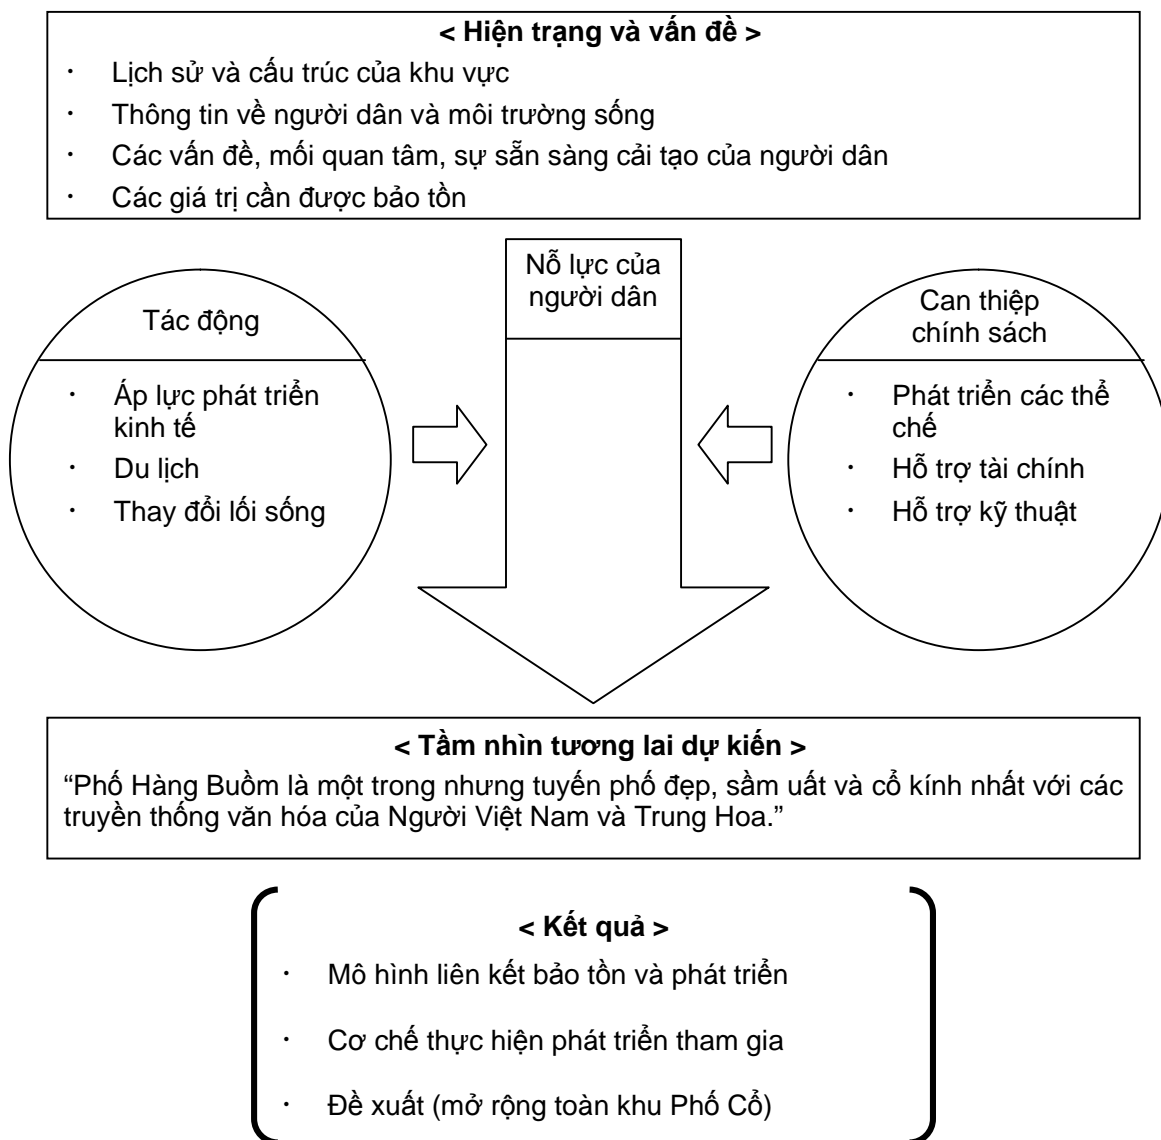 < Hiện trạng và vấn đề >
· Lịch sử và cấu trúc của khu vực
· Thông tin về người dân và môi trường sống
· Các vấn đề, mối quan tâm, sự sẵn sàng cải tạo của người dân
· Các giá trị cần được bảo tồn
Nỗ lực của
người dân
Tác động
· Áp lực phát triển
kinh tế
· Du lịch
· Thay đổi lối sống
Can thiệp
chính sách
· Phát triển các thể
chế
· Hỗ trợ tài chính
· Hỗ trợ kỹ thuật
< Tầm nhìn tương lai dự kiến >
“Phố Hàng Buồm là một trong nhưng tuyến phố đẹp, sầm uất và cổ kính nhất với các
truyền thống văn hóa của Người Việt Nam và Trung Hoa.”
< Kết quả >
· Mô hình liên kết bảo tồn và phát triển
· Cơ chế thực hiện phát triển tham gia
· Đề xuất (mở rộng toàn khu Phố Cổ)